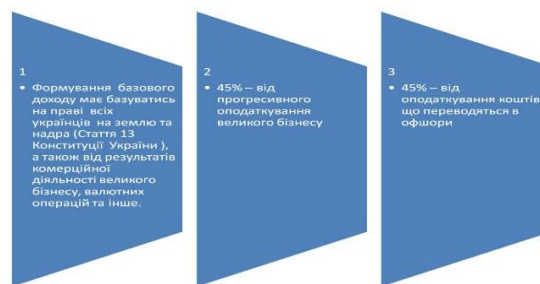 1
• Формування базового
доходу має базуватись
на праві всіх
українців на землю та
надра (Стаття 13
Конституції України ),
а також від результатів
комерційної
діяльності великого
бізнесу, валютних
операцій та інше.
2
• 45% – від
прогресивного
оподаткування
великого бізнесу
3
• 45% – від
оподаткування коштів
що переводяться в
офшори